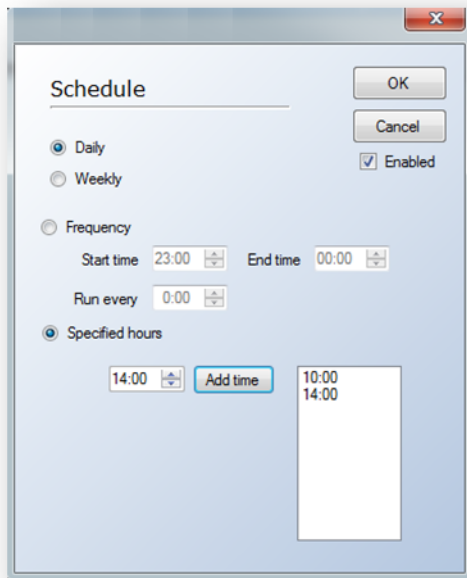 Schedule
OK
Cancel
Enabled
Daily
Weekly
Frequency
Start time 23:00 End time 00:00
Run every 0:00
Specified hours
14:00 Add time
10:00
14:00